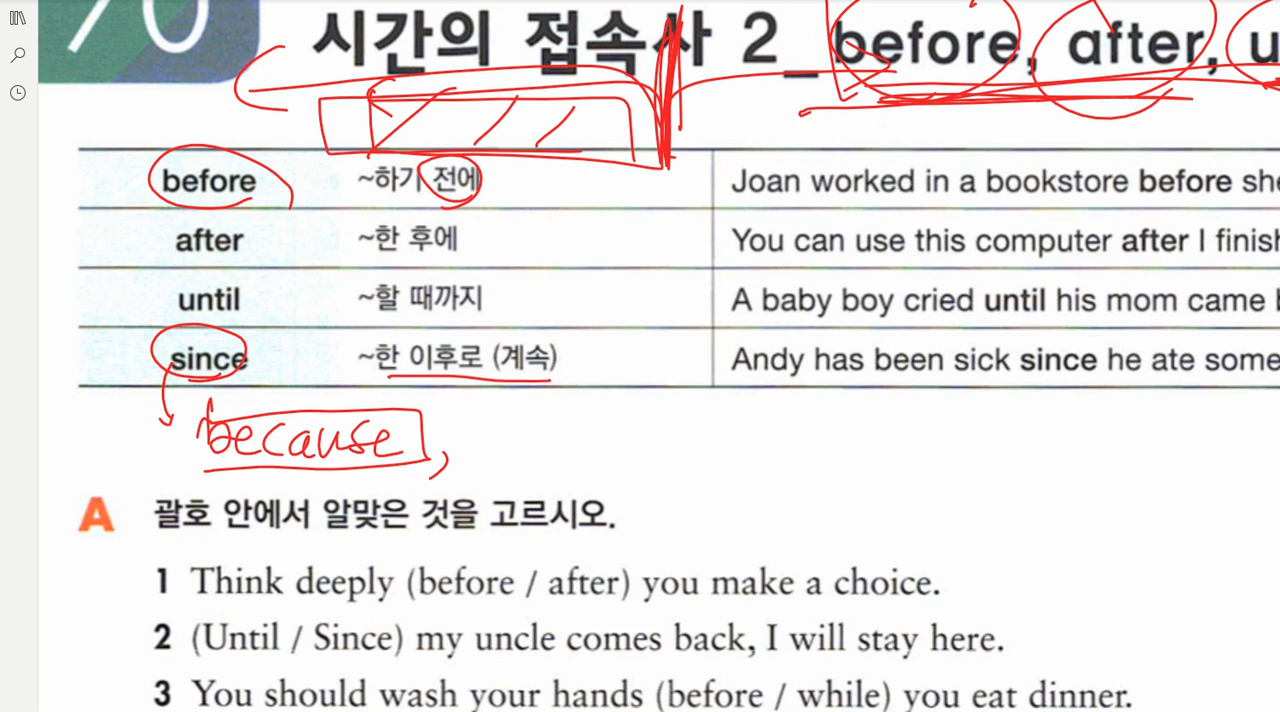 70
시간의 접속사 2_before, after, u
before ~하기 전에 Joan worked in a bookstore before she
after ~한 후에 You can use this computer after I finish
until ~할 때까지 A baby boy cried until his mom came b
since ~한 이후로 (계속) Andy has been sick since he ate some
because,
A 괄호 안에서 알맞은 것을 고르시오.
1 Think deeply (before / after) you make a choice.
2 (Until / Since) my uncle comes back, I will stay here.
3 You should wash your hands (before / while) you eat dinner.